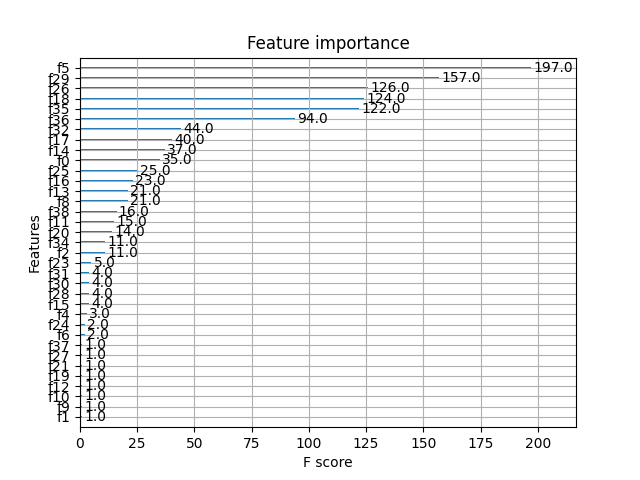 Feature importance
f5 197.0
f29 157.0
f26 126.0
f18 124.0
f35 122.0
f36 94.0
f32 44.0
f17 40.0
f14 37.0
f0 35.0
f25 25.0
f16 23.0
f13 21.0
f8 21.0
f38 16.0
f11 15.0
f20 14.0
f34 11.0
f2 11.0
f23 5.0
f31 4.0
f30 4.0
f28 4.0
f15 4.0
f4 3.0
f24 2.0
f6 2.0
f37 1.0
f27 1.0
f21 1.0
f19 1.0
f12 1.0
f10 1.0
f9 1.0
f1 1.0
Features
0 25 50 75 100 125 150 175 200
F score